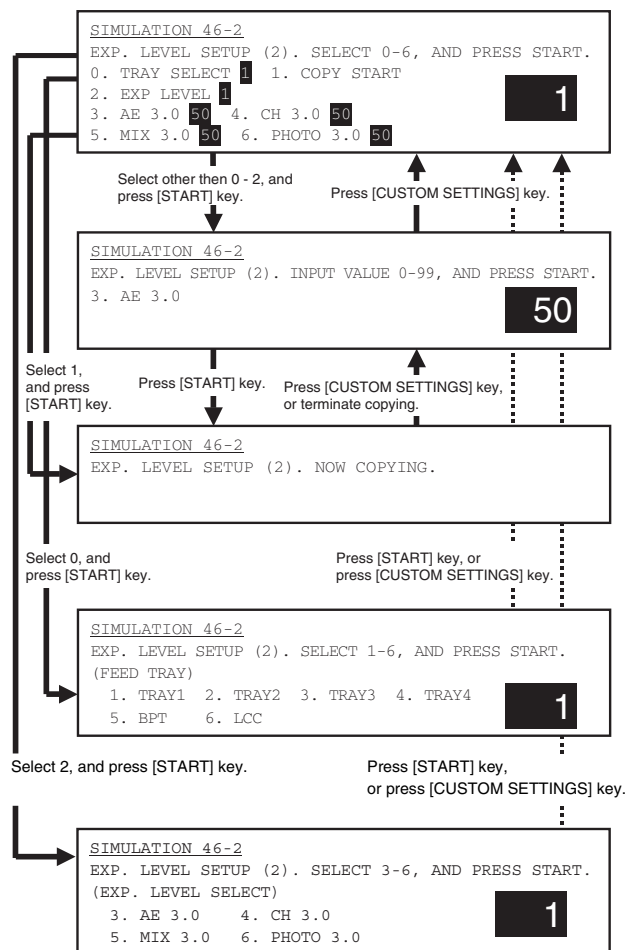 SIMULATION 46-2
EXP. LEVEL SETUP (2). SELECT 0-6, AND PRESS START.
0. TRAY SELECT 1 1. COPY START
2. EXP LEVEL 1
1
3. AE 3.0 50 4. CH 3.0 50
5. MIX 3.0 50 6. PHOTO 3.0 50
Select other then 0 - 2, and
press [START] key.
Press [CUSTOM SETTINGS] key.
SIMULATION 46-2
EXP. LEVEL SETUP (2). INPUT VALUE 0-99, AND PRESS START.
3. AE 3.0
50
Select 1,
and press
[START] key.
Press [START] key.
Press [CUSTOM SETTINGS] key,
or terminate copying.
SIMULATION 46-2
EXP. LEVEL SETUP (2). NOW COPYING.
Select 0, and
press [START] key.
Press [START] key, or
press [CUSTOM SETTINGS] key.
SIMULATION 46-2
EXP. LEVEL SETUP (2). SELECT 1-6, AND PRESS START.
(FEED TRAY)
1. TRAY1 2. TRAY2 3. TRAY3 4. TRAY4
5. BPT 6. LCC
1
Select 2, and press [START] key.
Press [START] key,
or press [CUSTOM SETTINGS] key.
SIMULATION 46-2
EXP. LEVEL SETUP (2). SELECT 3-6, AND PRESS START.
(EXP. LEVEL SELECT)
3. AE 3.0 4. CH 3.0
5. MIX 3.0 6. PHOTO 3.0
1